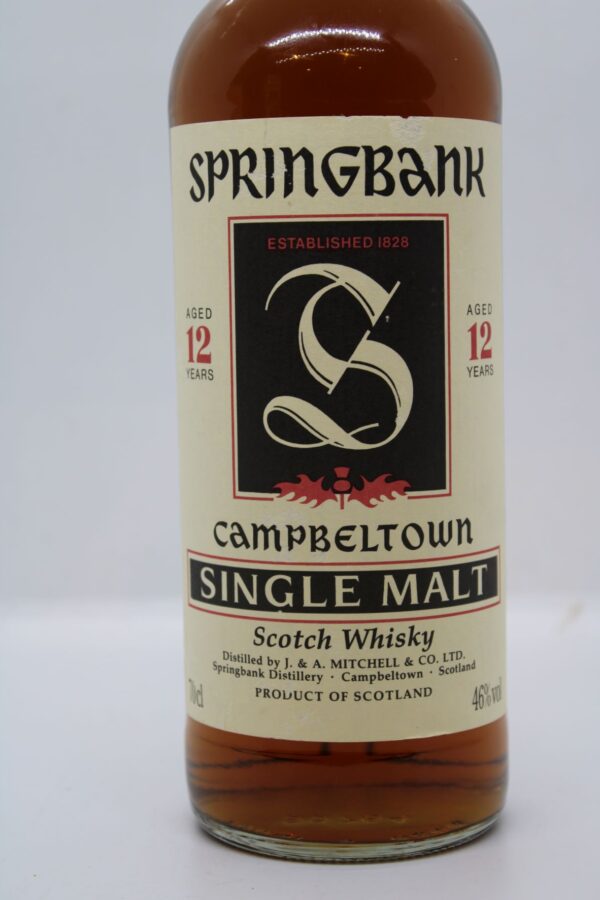 SPRINGBANK
ESTABLISHED 1828
S
AGED 12 YEARS
AGED 12 YEARS
CAMPBELTOWN
SINGLE MALT
Scotch Whisky
Distilled by J. & A. MITCHELL & CO. LTD.
Springbank Distillery · Campbeltown · Scotland
70cl PRODUCT OF SCOTLAND 46% vol